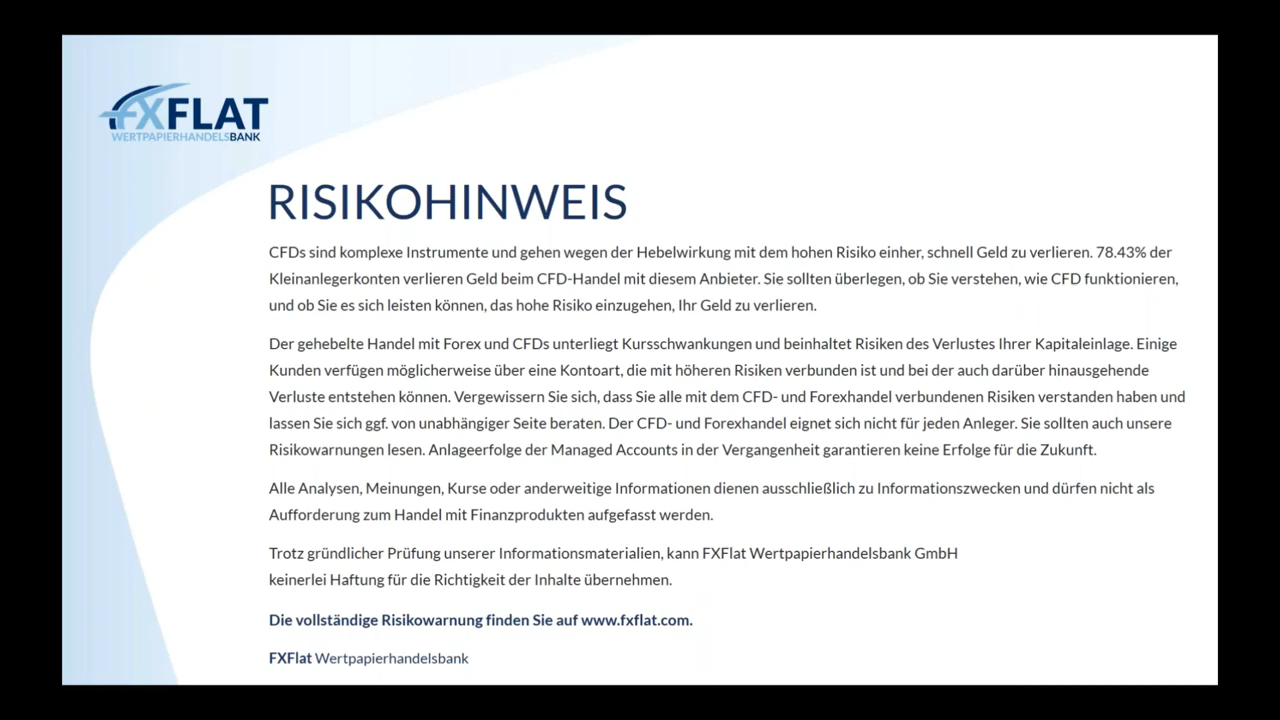 FXFLAT
WERTPAPIERHANDELSBANK
RISIKOHINWEIS
CFDs sind komplexe Instrumente und gehen wegen der Hebelwirkung mit dem hohen Risiko einher, schnell Geld zu verlieren. 78.43% der
Kleinanlegerkonten verlieren Geld beim CFD-Handel mit diesem Anbieter. Sie sollten überlegen, ob Sie verstehen, wie CFD funktionieren,
und ob Sie es sich leisten können, das hohe Risiko einzugehen, Ihr Geld zu verlieren.
Der gehebelte Handel mit Forex und CFDs unterliegt Kursschwankungen und beinhaltet Risiken des Verlustes Ihrer Kapitaleinlage. Einige
Kunden verfügen möglicherweise über eine Kontoart, die mit höheren Risiken verbunden ist und bei der auch darüber hinausgehende
Verluste entstehen können. Vergewissern Sie sich, dass Sie alle mit dem CFD- und Forexhandel verbundenen Risiken verstanden haben und
lassen Sie sich ggf. von unabhängiger Seite beraten. Der CFD- und Forexhandel eignet sich nicht für jeden Anleger. Sie sollten auch unsere
Risikowarnungen lesen. Anlageerfolge der Managed Accounts in der Vergangenheit garantieren keine Erfolge für die Zukunft.
Alle Analysen, Meinungen, Kurse oder anderweitige Informationen dienen ausschließlich zu Informationszwecken und dürfen nicht als
Aufforderung zum Handel mit Finanzprodukten aufgefasst werden.
Trotz gründlicher Prüfung unserer Informationsmaterialien, kann FXFlat Wertpapierhandelsbank GmbH
keinerlei Haftung für die Richtigkeit der Inhalte übernehmen.
Die vollständige Risikowarnung finden Sie auf www.fxflat.com.
FXFlat Wertpapierhandelsbank